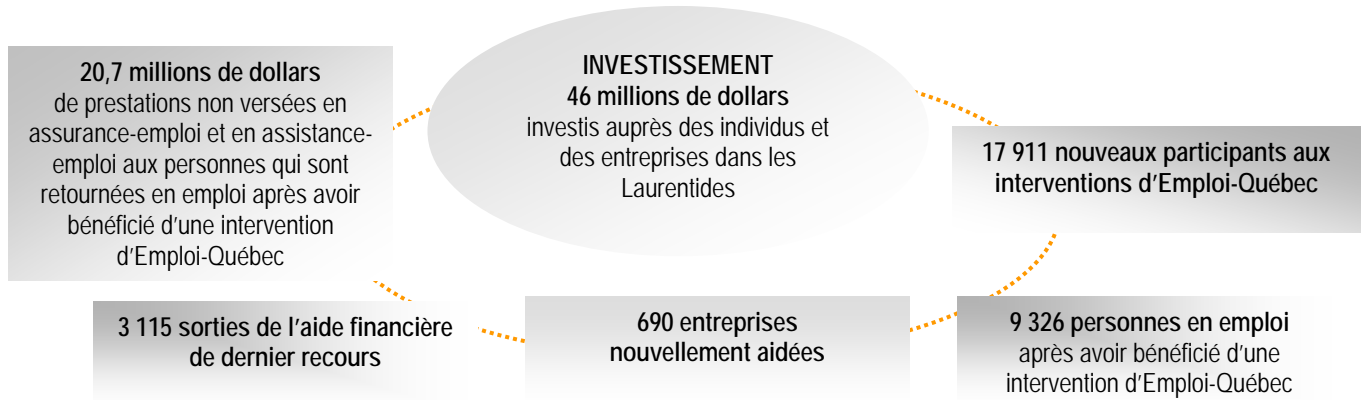 20,7 millions de dollars
de prestations non versées en
assurance-emploi et en assistance-
emploi aux personnes qui sont
retournées en emploi après avoir
bénéficié d'une intervention
d'Emploi-Québec
INVESTISSEMENT
46 millions de dollars
investis auprès des individus et
des entreprises dans les
Laurentides
17 911 nouveaux participants aux
interventions d'Emploi-Québec
3 115 sorties de l'aide financière
de dernier recours
690 entreprises
nouvellement aidées
9 326 personnes en emploi
après avoir bénéficié d'une
intervention d'Emploi-Québec